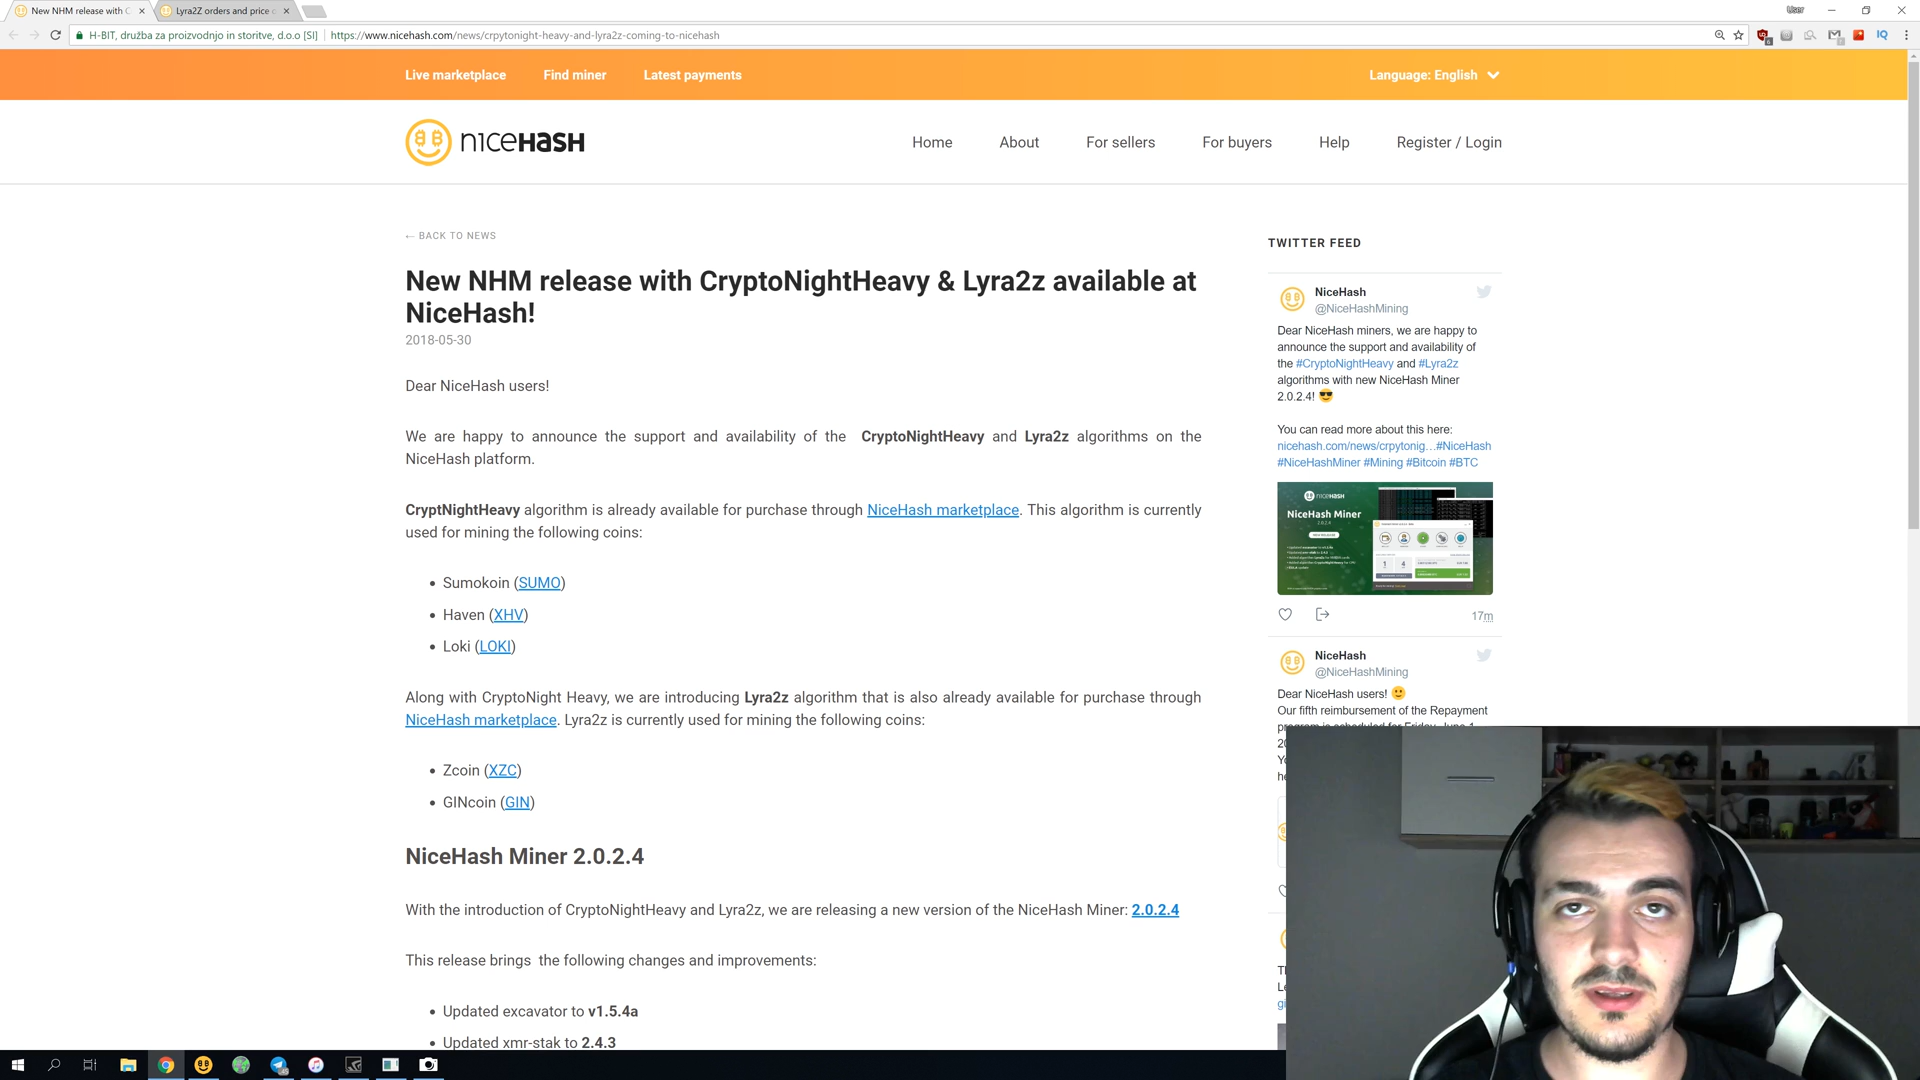 New NHM release with C
Lyra2Z orders and price o
User
H-BIT, družba za proizvodnjo in storitve, d.o.o [SI]
https://www.nicehash.com/news/crpytonight-heavy-and-lyra2z-coming-to-nicehash
Live marketplace
Find miner
Latest payments
Language: English
niceHASH
Home
About
For sellers
For buyers
Help
Register / Login
← BACK TO NEWS
New NHM release with CryptoNightHeavy & Lyra2z available at
NiceHash!
2018-05-30
Dear NiceHash users!
We are happy to announce the support and availability of the CryptoNightHeavy and Lyra2z algorithms on the
NiceHash platform.
CryptNightHeavy algorithm is already available for purchase through NiceHash marketplace. This algorithm is currently
used for mining the following coins:
• Sumokoin (SUMO)
• Haven (XHV)
• Loki (LOKI)
Along with CryptoNight Heavy, we are introducing Lyra2z algorithm that is also already available for purchase through
NiceHash marketplace. Lyra2z is currently used for mining the following coins:
• Zcoin (XZC)
• GINcoin (GIN)
NiceHash Miner 2.0.2.4
With the introduction of CryptoNightHeavy and Lyra2z, we are releasing a new version of the NiceHash Miner: 2.0.2.4
This release brings the following changes and improvements:
• Updated excavator to v1.5.4a
• Updated xmr-stak to 2.4.3
TWITTER FEED
NiceHash
@NiceHashMining
Dear NiceHash miners, we are happy to
announce the support and availability of
the #CryptoNightHeavy and #Lyra2z
algorithms with new NiceHash Miner
2.0.2.4!
You can read more about this here:
nicehash.com/news/crpytonig…#NiceHash
#NiceHashMiner #Mining #Bitcoin #BTC
niceHASH
NiceHash Miner
2.0.2.4
17m
NiceHash
@NiceHashMining
Dear NiceHash users!
Our fifth reimbursement of the Repayment
program is scheduled for Friday, June 1